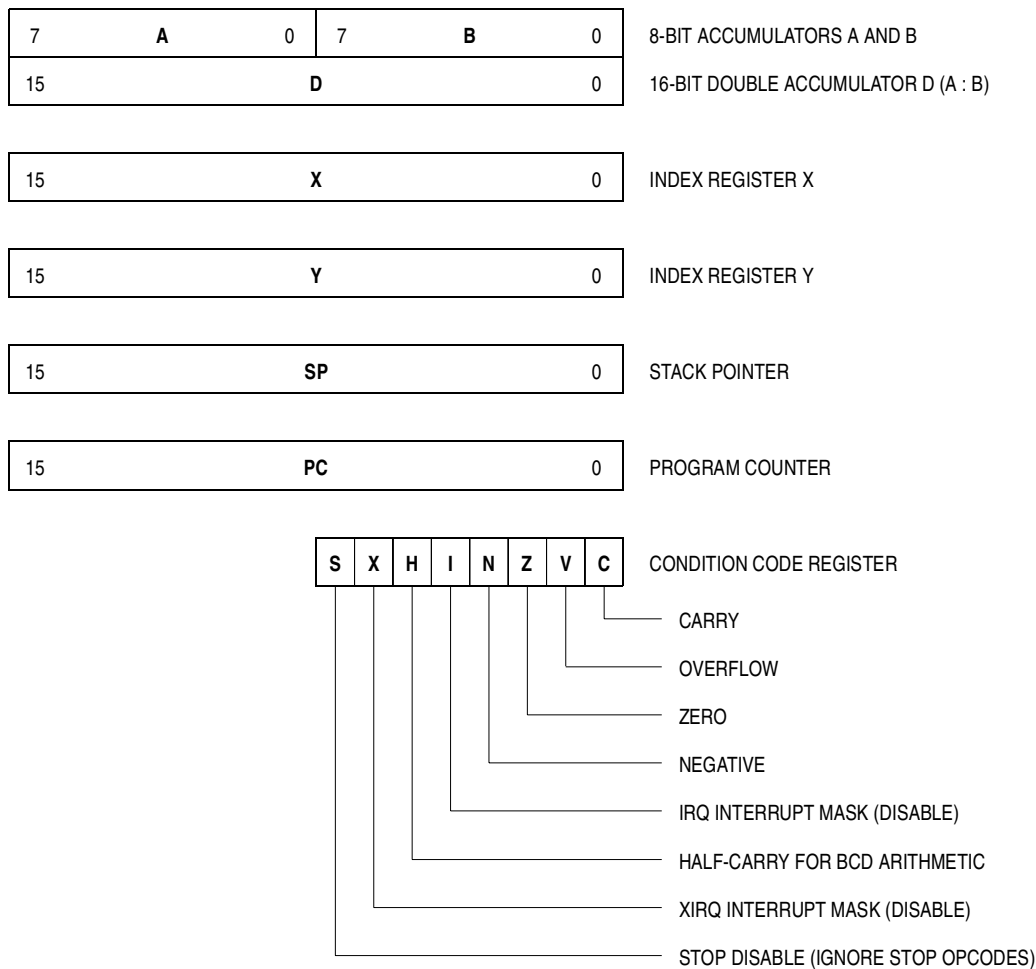 7 A 0 7 B 0 8-BIT ACCUMULATORS A AND B
15 D 0 16-BIT DOUBLE ACCUMULATOR D (A : B)
15 X 0 INDEX REGISTER X
15 Y 0 INDEX REGISTER Y
15 SP 0 STACK POINTER
15 PC 0 PROGRAM COUNTER
S X H I N Z V C CONDITION CODE REGISTER
CARRY
OVERFLOW
ZERO
NEGATIVE
IRQ INTERRUPT MASK (DISABLE)
HALF-CARRY FOR BCD ARITHMETIC
XIRQ INTERRUPT MASK (DISABLE)
STOP DISABLE (IGNORE STOP OPCODES)